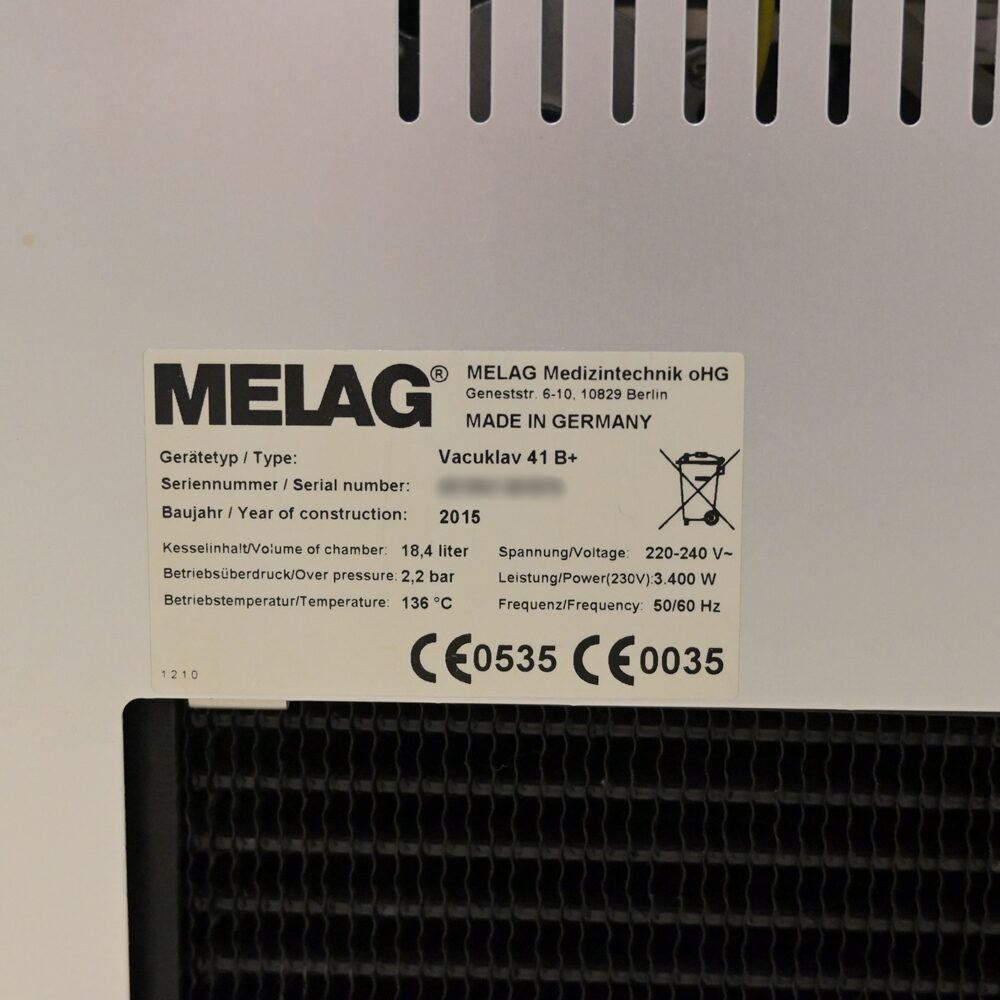 MELAG®
MELAG Medizintechnik oHG
Geneststr. 6-10, 10829 Berlin
MADE IN GERMANY
Gerätetyp / Type: Vacuklav 41 B+
Seriennummer / Serial number:
Baujahr / Year of construction: 2015
Kesselinhalt/Volume of chamber: 18,4 liter
Betriebsüberdruck/Over pressure: 2,2 bar
Betriebstemperatur/Temperature: 136 °C
Spannung/Voltage: 220-240 V~
Leistung/Power(230V): 3.400 W
Frequenz/Frequency: 50/60 Hz
CE0535 CE0035
1210